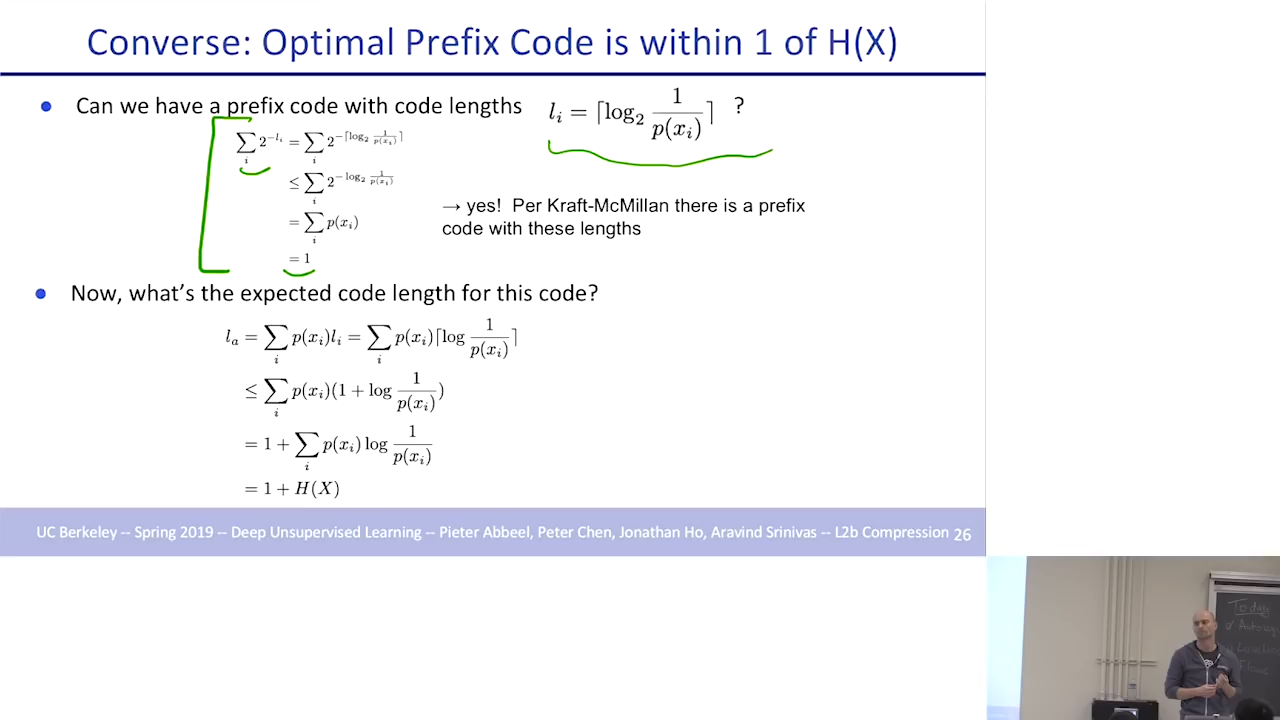 Converse: Optimal Prefix Code is within 1 of H(X)
● Can we have a prefix code with code lengths l_i = ⌈log_2 1/p(x_i)⌉ ?
∑_i 2^{-l_i} = ∑_i 2^{-⌈log_2 1/p(x_i)⌉}
≤ ∑_i 2^{-log_2 1/p(x_i)}
= ∑_i p(x_i)
= 1
→ yes! Per Kraft-McMillan there is a prefix
code with these lengths
● Now, what's the expected code length for this code?
l_a = ∑_i p(x_i)l_i = ∑_i p(x_i)⌈log 1/p(x_i)⌉
≤ ∑_i p(x_i)(1 + log 1/p(x_i))
= 1 + ∑_i p(x_i) log 1/p(x_i)
= 1 + H(X)
UC Berkeley -- Spring 2019 -- Deep Unsupervised Learning -- Pieter Abbeel, Peter Chen, Jonathan Ho, Aravind Srinivas -- L2b Compression 26
Today